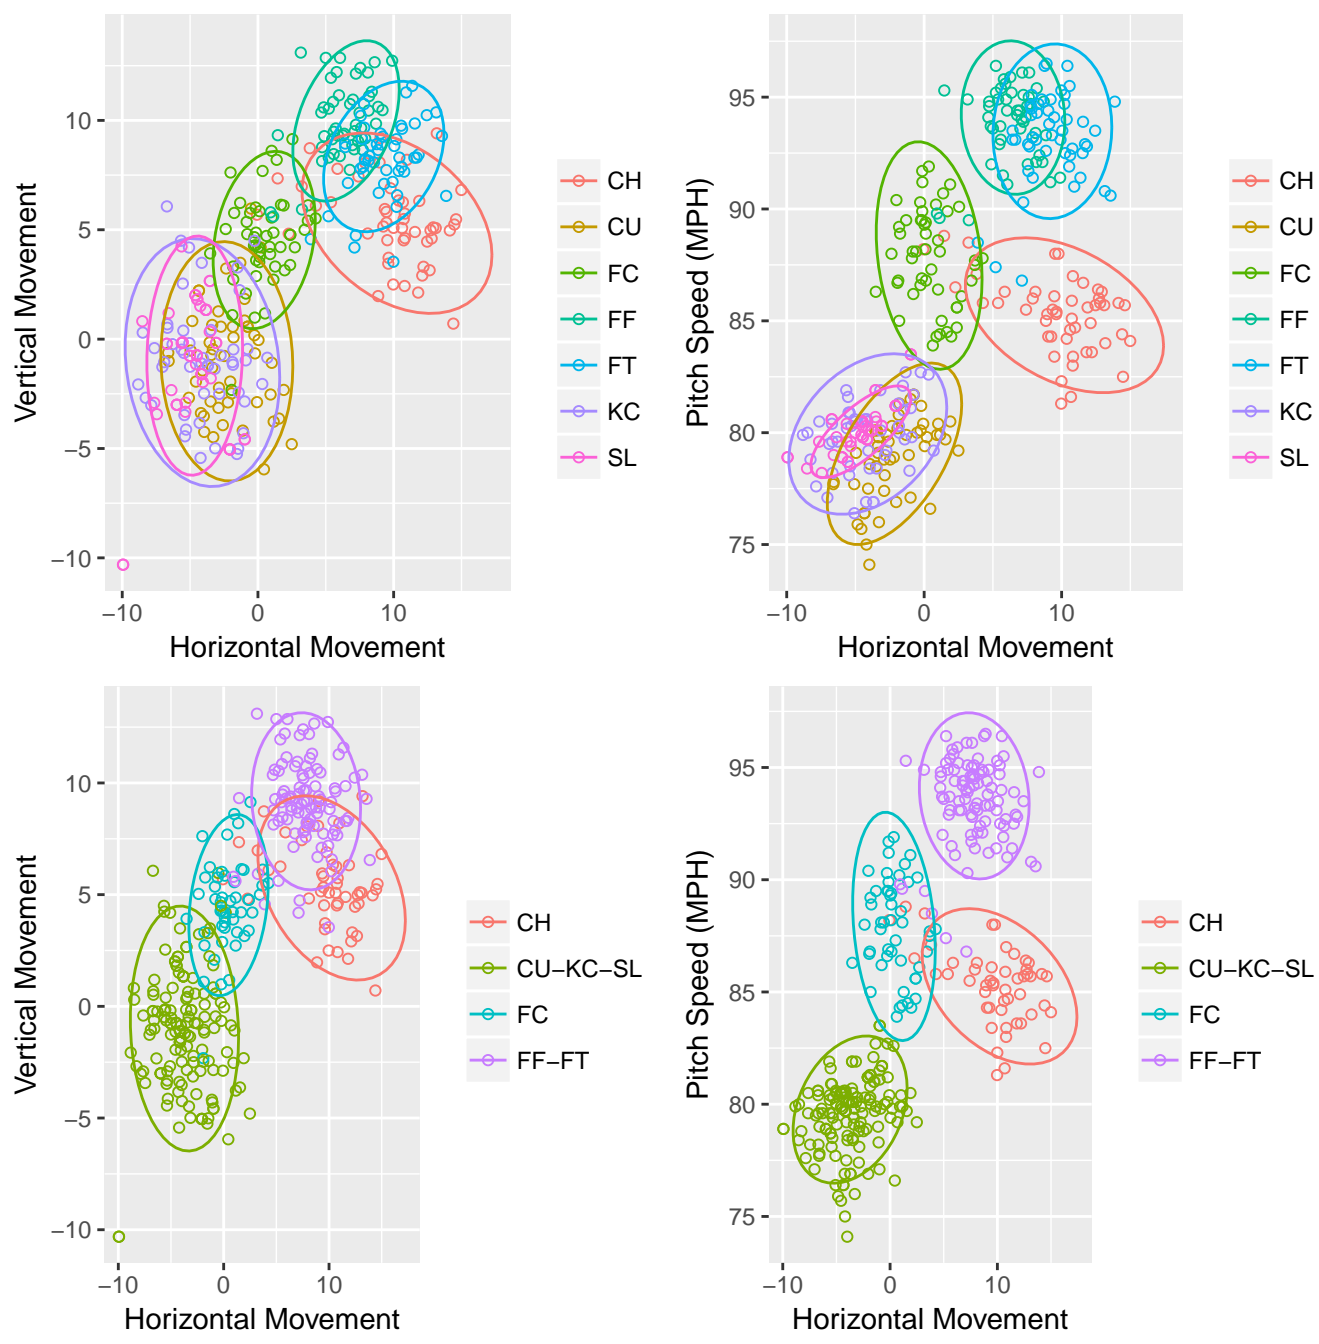 Vertical Movement
10
5
0
−5
−10
−10
0
10
Horizontal Movement
CH
CU
FC
FF
FT
KC
SL
Pitch Speed (MPH)
95
90
85
80
75
−10
0
10
Horizontal Movement
CH
CU
FC
FF
FT
KC
SL
Vertical Movement
10
5
0
−5
−10
−10
0
10
Horizontal Movement
CH
CU−KC−SL
FC
FF−FT
Pitch Speed (MPH)
95
90
85
80
75
−10
0
10
Horizontal Movement
CH
CU−KC−SL
FC
FF−FT